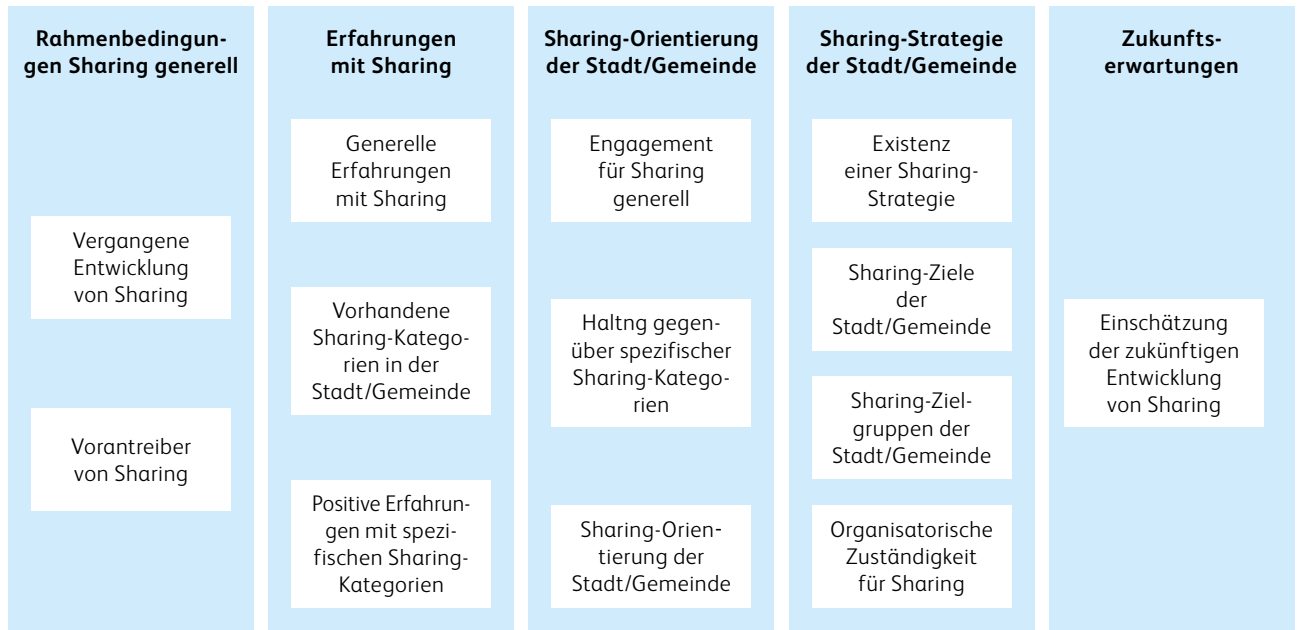 Rahmenbedingun-
gen Sharing generell
Vergangene
Entwicklung
von Sharing
Vorantreiber
von Sharing
Erfahrungen
mit Sharing
Generelle
Erfahrungen
mit Sharing
Vorhandene
Sharing-Katego-
rien in der
Stadt/Gemeinde
Positive Erfahrun-
gen mit spezi-
fischen Sharing-
Kategorien
Sharing-Orientierung
der Stadt/Gemeinde
Engagement
für Sharing
generell
Haltng gegen-
über spezifischer
Sharing-Katego-
rien
Sharing-Orien-
tierung der
Stadt/Gemeinde
Sharing-Strategie
der Stadt/Gemeinde
Existenz
einer Sharing-
Strategie
Sharing-Ziele
der
Stadt/Gemeinde
Sharing-Ziel-
gruppen der
Stadt/Gemeinde
Organisatorische
Zuständigkeit
für Sharing
Zukunfts-
erwartungen
Einschätzung
der zukünftigen
Entwicklung
von Sharing